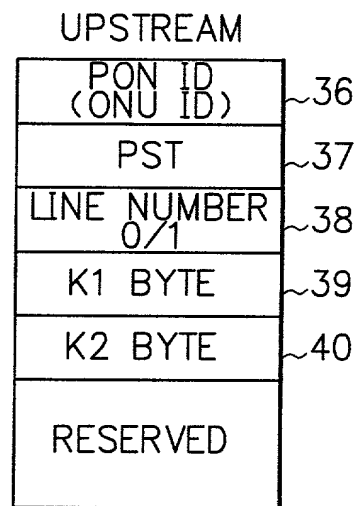 UPSTREAM
PON ID
(ONU ID)
~36
PST
~37
LINE NUMBER
0/1
~38
K1 BYTE
~39
K2 BYTE
~40
RESERVED